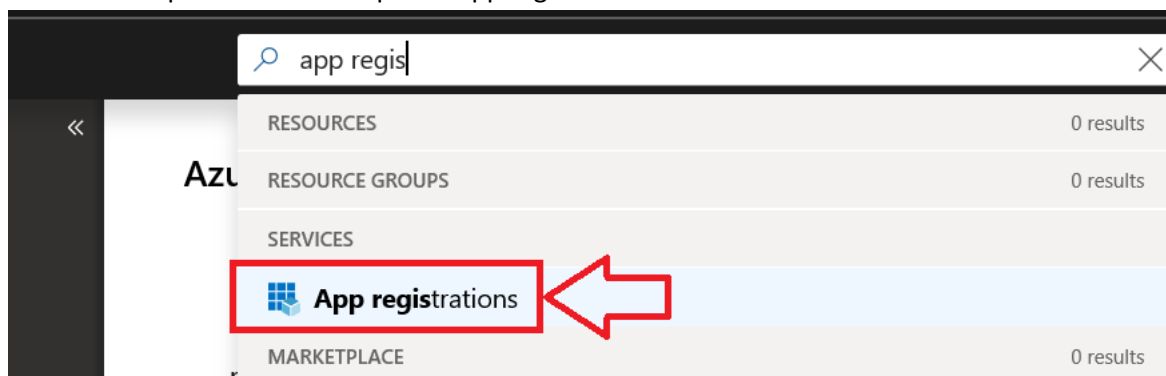 app regis
RESOURCES 0 results
Azu
RESOURCE GROUPS 0 results
SERVICES
App registrations
MARKETPLACE 0 results